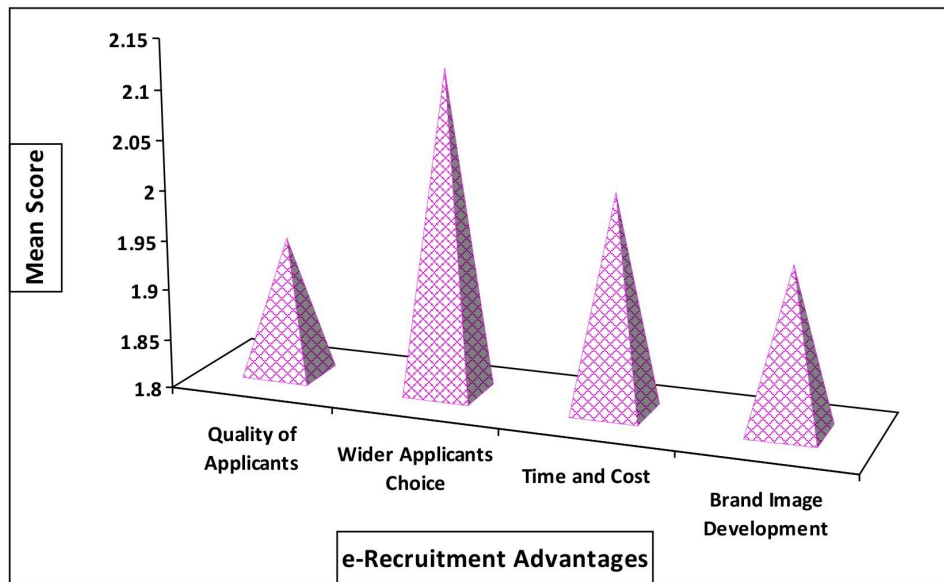 2.15
2.1
2.05
2
1.95
1.9
1.85
1.8
Mean Score
Quality of
Applicants
Wider Applicants
Choice
Time and Cost
Brand Image
Development
e-Recruitment Advantages